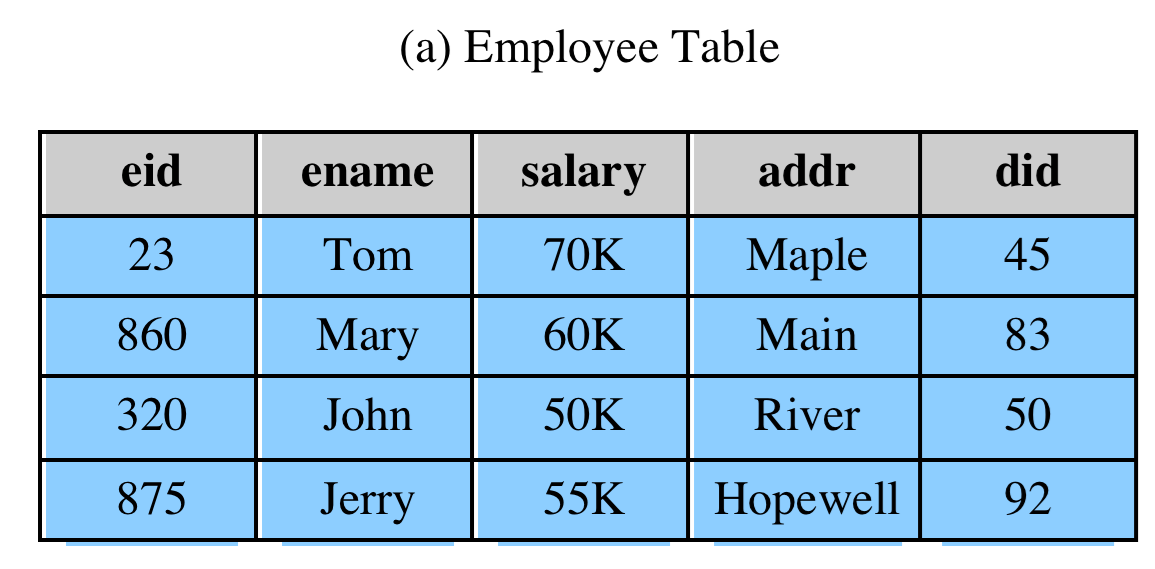 (a) Employee Table
eid ename salary addr did
23 Tom 70K Maple 45
860 Mary 60K Main 83
320 John 50K River 50
875 Jerry 55K Hopewell 92